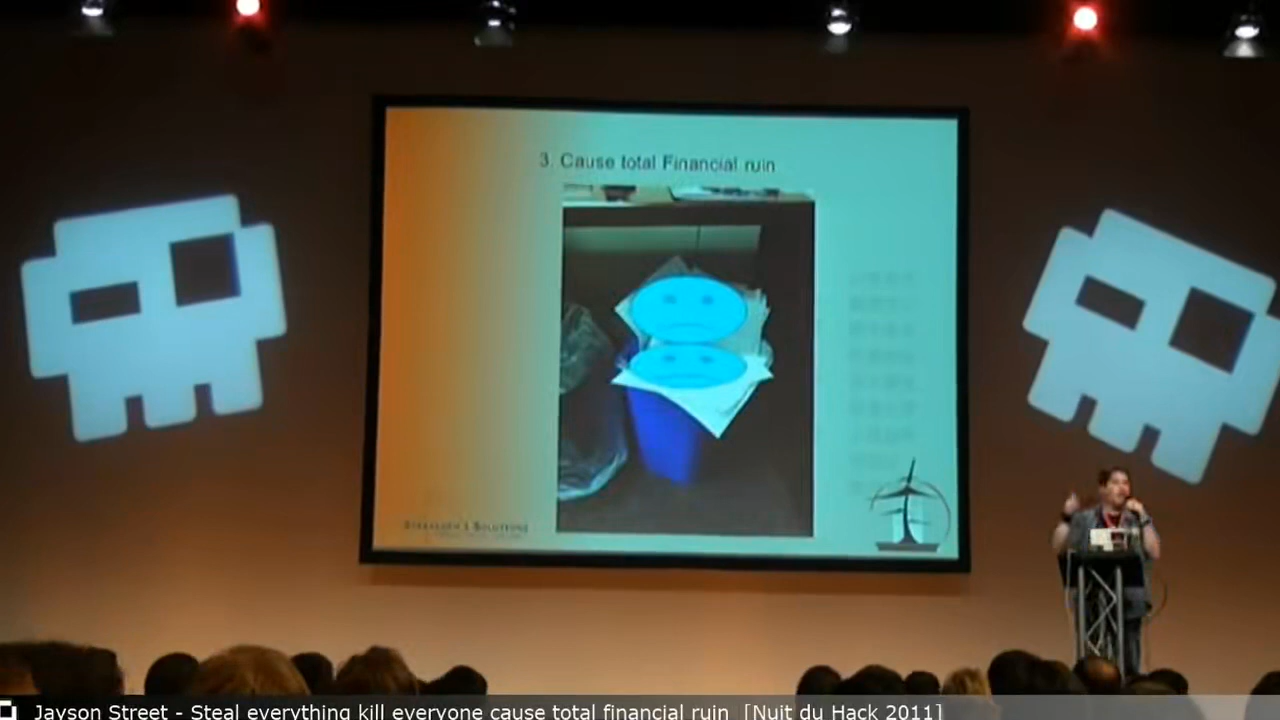 3. Cause total Financial ruin
Jayson Street - Steal everything kill everyone cause total financial ruin [Nuit du Hack 2011]